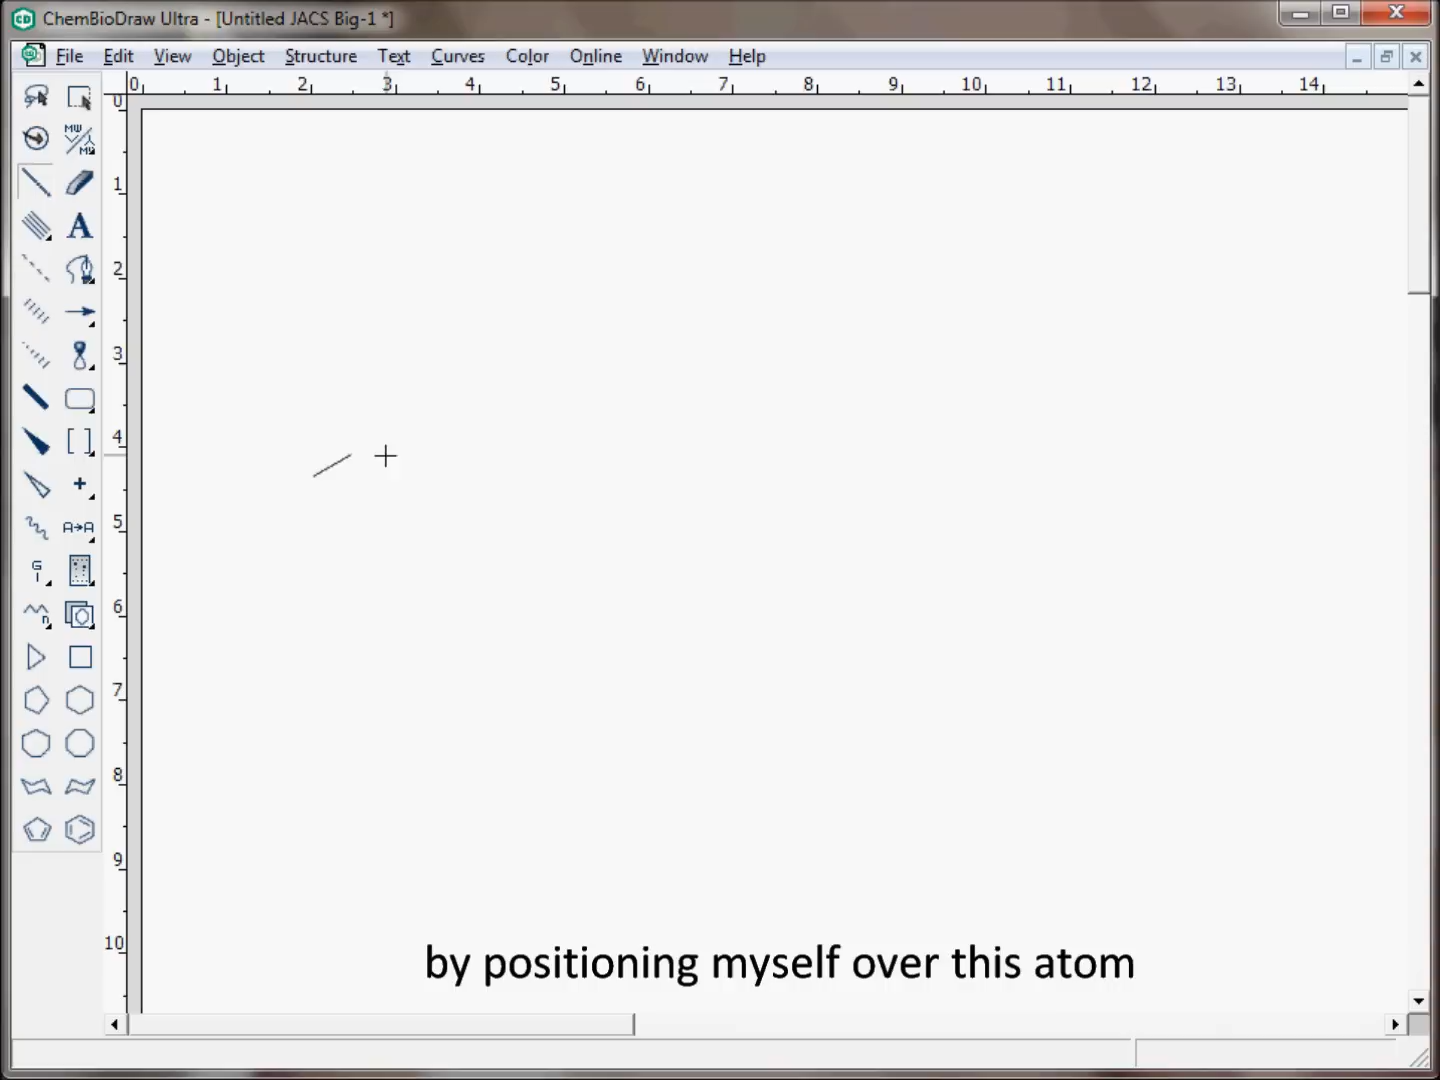 ChemBioDraw Ultra - [Untitled JACS Big-1 *]
File Edit View Object Structure Text Curves Color Online Window Help
0 1 2 3 4 5 6 7 8 9 10 11 12 13 14
0
MW
M
1
A
2
3
4
5
A A
G
I
6
n
7
8
9
10
by positioning myself over this atom